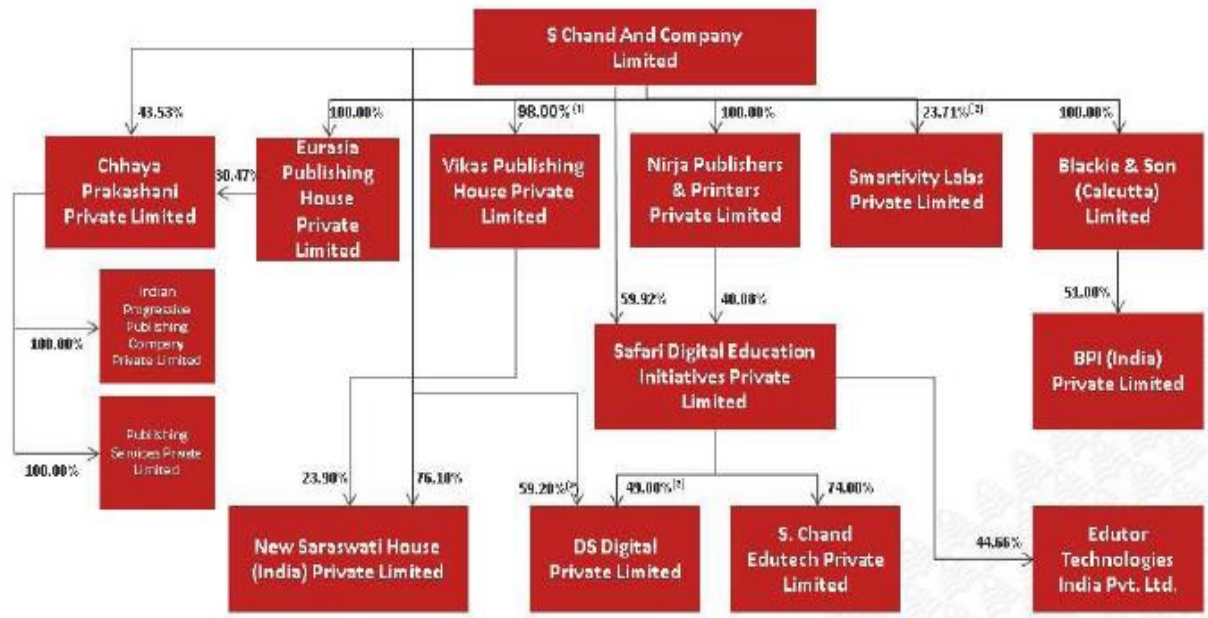 S Chand And Company
Limited
43.53%
100.00%
98.00%(1)
100.00%
23.71%(2)
100.00%
Chhaya
Prakashani
Private Limited
30.47%
Eurasia
Publishing
House
Private
Limited
Vikas Publishing
House Private
Limited
Nirja Publishers
& Printers
Private Limited
Smartivity Labs
Private Limited
Blackie & Son
(Calcutta)
Limited
59.92%
40.08%
51.00%
Indian
Progressive
Publishing
Company
Private Limited
100.00%
Safari Digital Education
Initiatives Private
Limited
BPI (India)
Private Limited
Publishing
Services Private
Limited
100.00%
23.90%
76.10%
59.20%
49.00%(2)
74.00%
44.66%
New Saraswati House
(India) Private Limited
DS Digital
Private Limited
S. Chand
Edutech Private
Limited
Edutor
Technologies
India Pvt. Ltd.